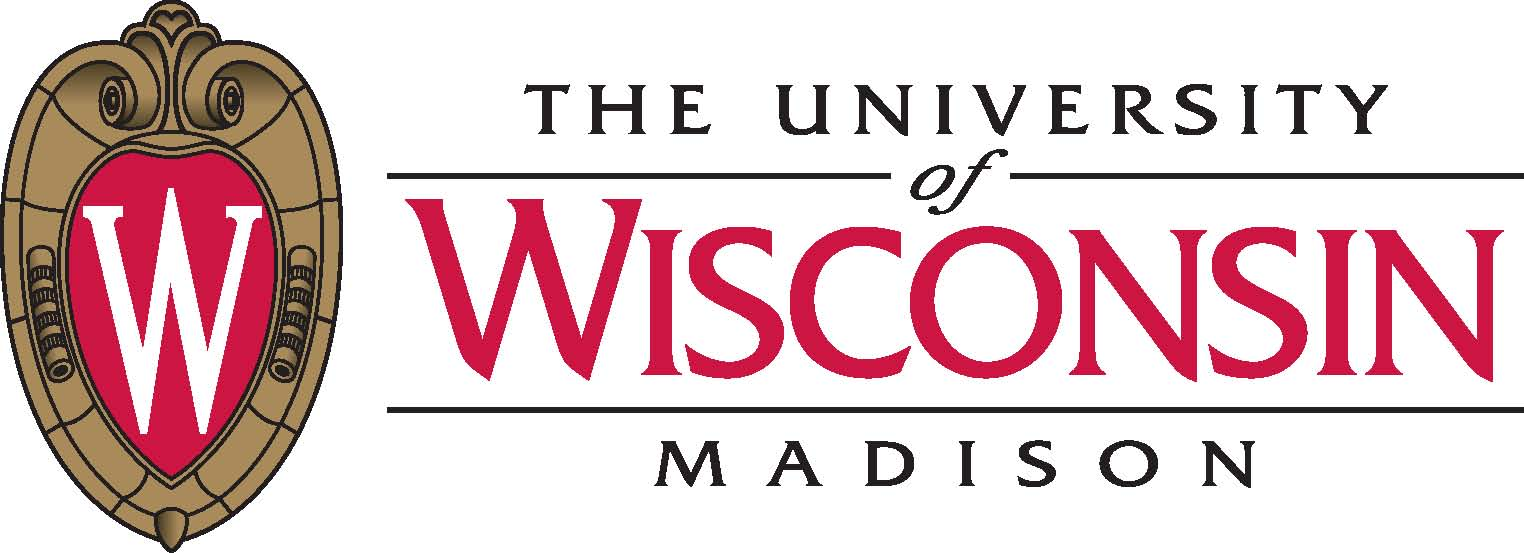 W
THE UNIVERSITY
of
WISCONSIN
MADISON